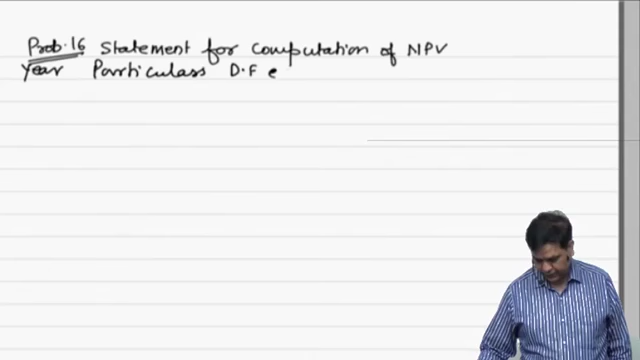 Prob. 16 Statement for Computation of NPV
Year Particulars D.F e